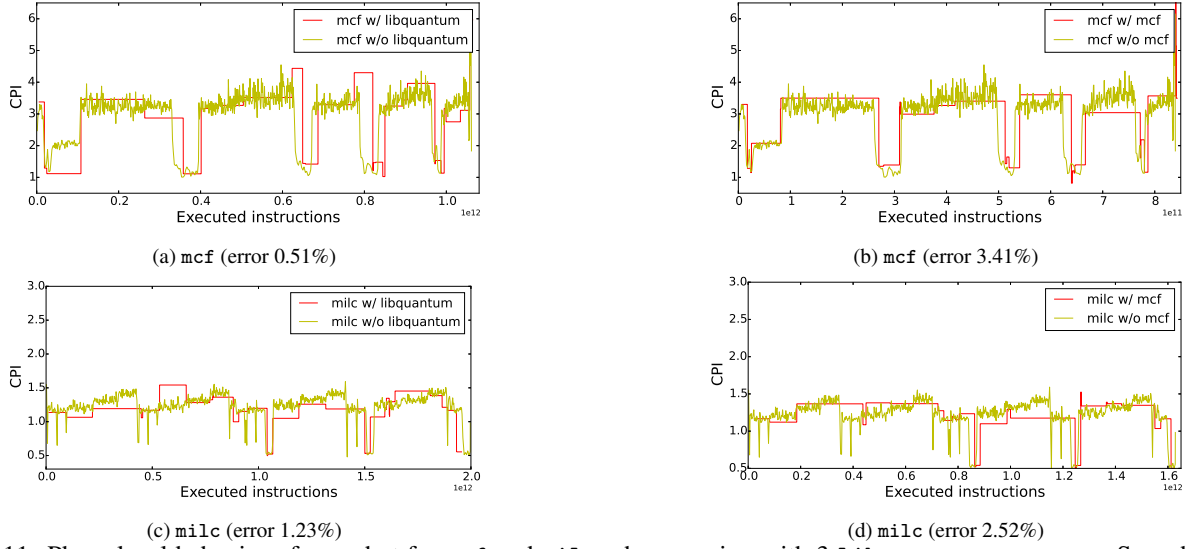 mcf w/ libquantum
mcf w/o libquantum
CPI
6
5
4
3
2
1
0.0 0.2 0.4 0.6 0.8 1.0
1e12
Executed instructions
(a) mcf (error 0.51%)
mcf w/ mcf
mcf w/o mcf
CPI
6
5
4
3
2
1
0 1 2 3 4 5 6 7 8
1e11
Executed instructions
(b) mcf (error 3.41%)
milc w/ libquantum
milc w/o libquantum
CPI
3.0
2.5
2.0
1.5
1.0
0.5
0.0 0.5 1.0 1.5 2.0
1e12
Executed instructions
(c) milc (error 1.23%)
milc w/ mcf
milc w/o mcf
CPI
3.0
2.5
2.0
1.5
1.0
0.5
0.0 0.2 0.4 0.6 0.8 1.0 1.2 1.4 1.6
1e12
Executed instructions
(d) milc (error 2.52%)